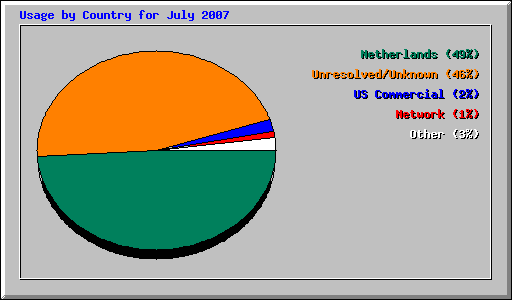 Usage by Country for July 2007
Netherlands (49%)
Unresolved/Unknown (46%)
US Commercial (2%)
Network (1%)
Other (3%)